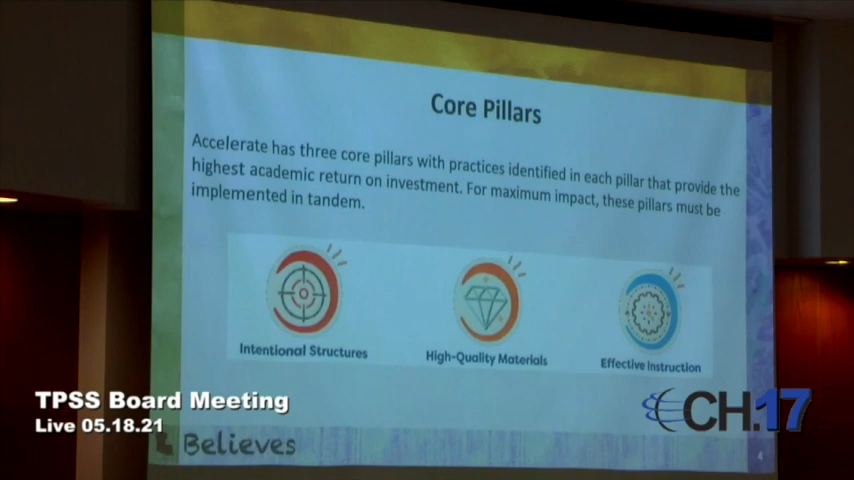 Core Pillars
Accelerate has three core pillars with practices identified in each pillar that provide the
highest academic return on investment. For maximum impact, these pillars must be
implemented in tandem.
Intentional Structures
High-Quality Materials
Effective Instruction
TPSS Board Meeting
Live 05.18.21
CH.17
Believes
4